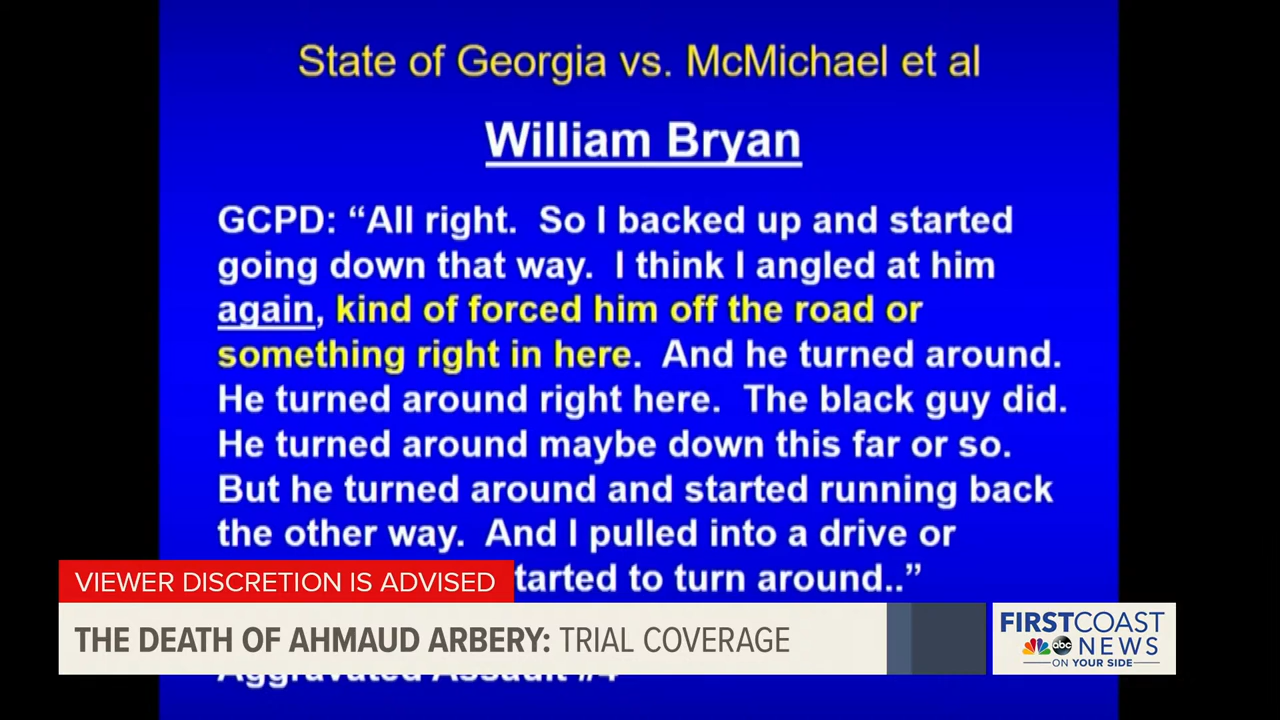 State of Georgia vs. McMichael et al
William Bryan
GCPD: “All right. So I backed up and started
going down that way. I think I angled at him
again, kind of forced him off the road or
something right in here. And he turned around.
He turned around right here. The black guy did.
He turned around maybe down this far or so.
But he turned around and started running back
the other way. And I pulled into a drive or
tarted to turn around..”
VIEWER DISCRETION IS ADVISED
THE DEATH OF AHMAUD ARBERY: TRIAL COVERAGE
FIRST COAST
abc NEWS
ON YOUR SIDE
Aggravated Assault #4